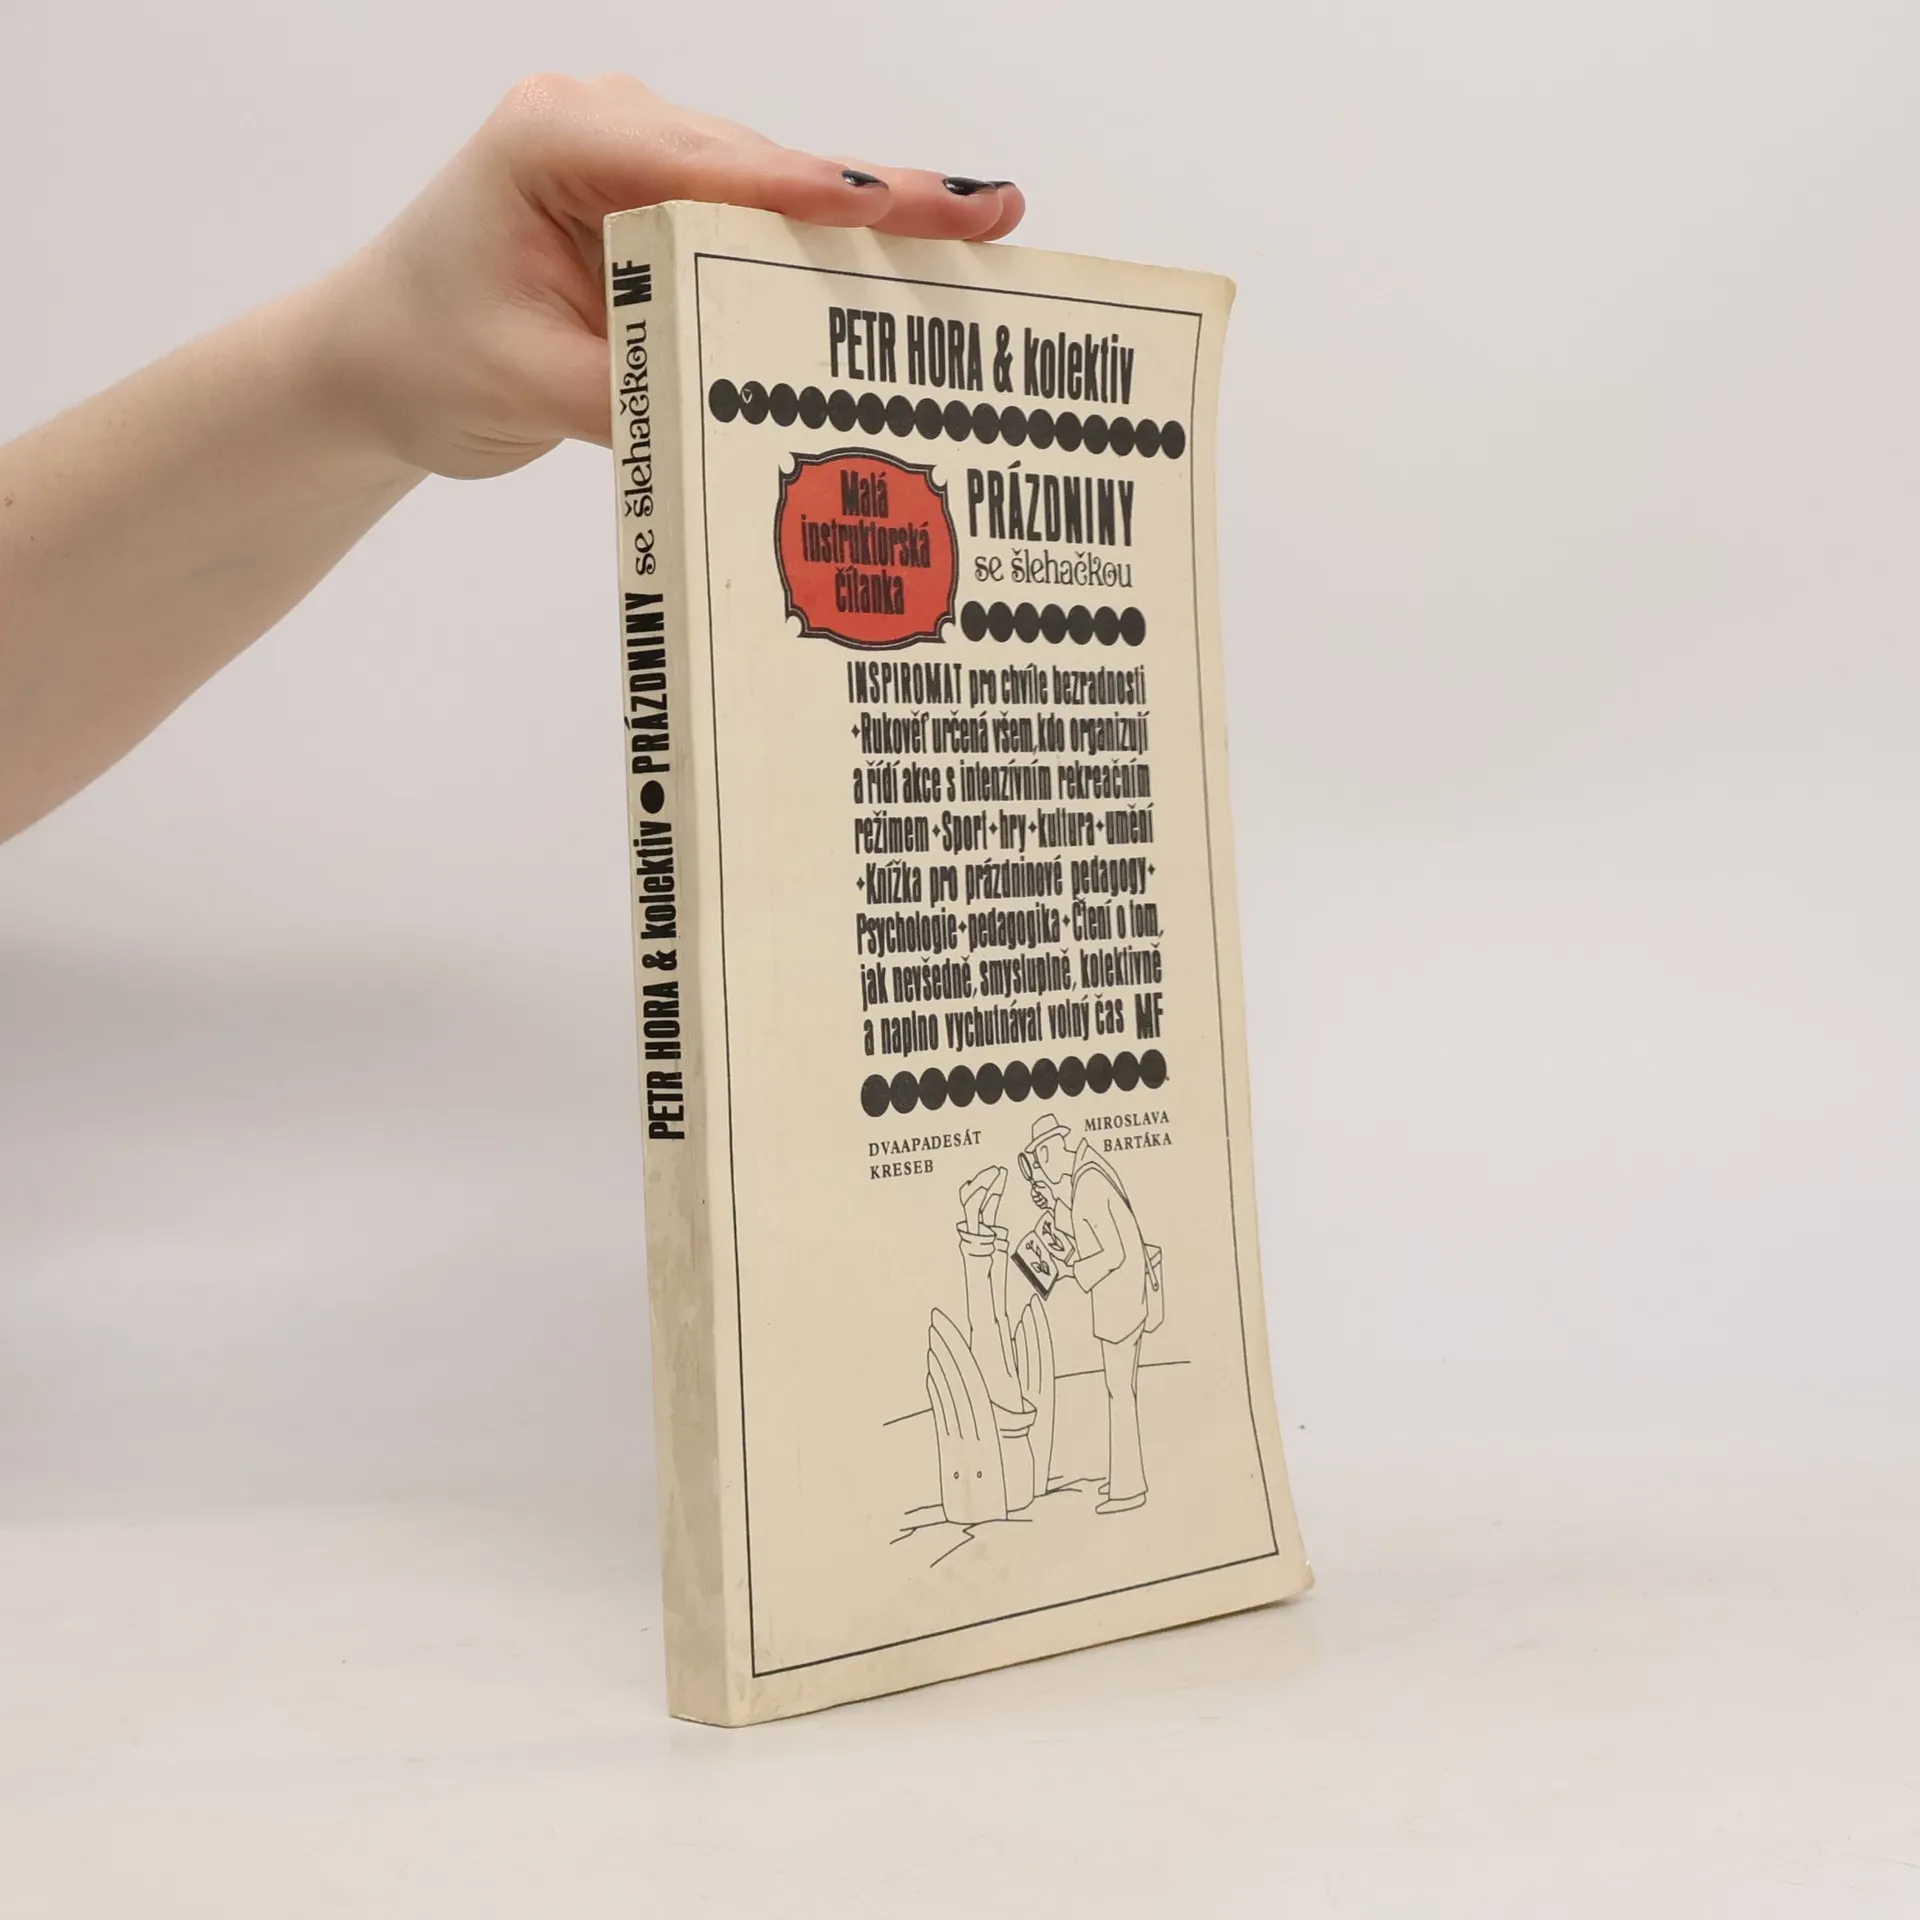 PETR HORA & kolektiv ● PRÁZDNINY se šlehačkou MF
PETR HORA & kolektiv
Malá
instruktorská
čítanka
PRÁZDNINY
se šlehačkou
INSPIROMAT pro chvíle bezradnosti
✦Rukověť určená všem, kdo organizují
a řídí akce s intenzívním rekreačním
režimem✦Sport✦hry✦kultura✦umění
✦Knížka pro prázdninové pedagogy✦
Psychologie✦pedagogika✦Čtení o tom,
jak nevšedně, smysluplně, kolektivně
a naplno vychutnávat volný čas MF
DVAAPADESÁT
KRESEB
MIROSLAVA
BARTÁKA